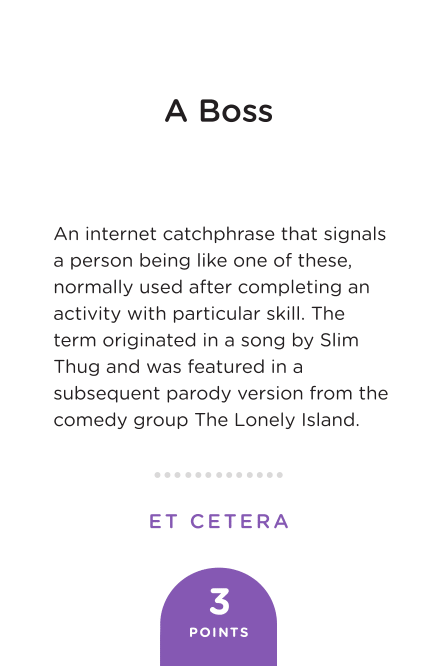 A Boss
An internet catchphrase that signals
a person being like one of these,
normally used after completing an
activity with particular skill. The
term originated in a song by Slim
Thug and was featured in a
subsequent parody version from the
comedy group The Lonely Island.
ET CETERA
3
POINTS